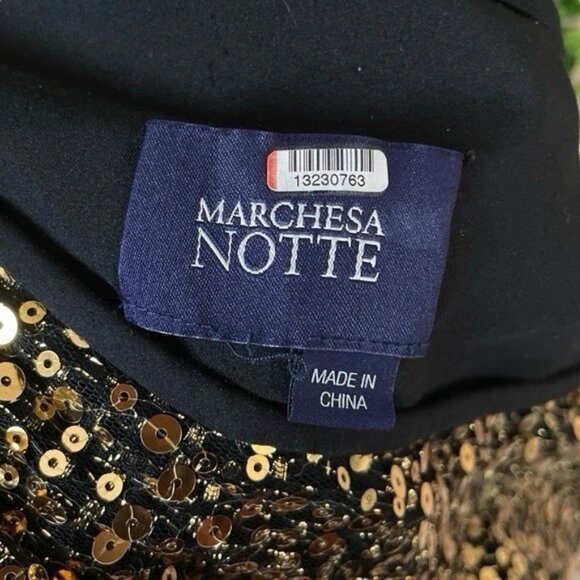 13230763
MARCHESA
NOTTE
MADE IN
CHINA